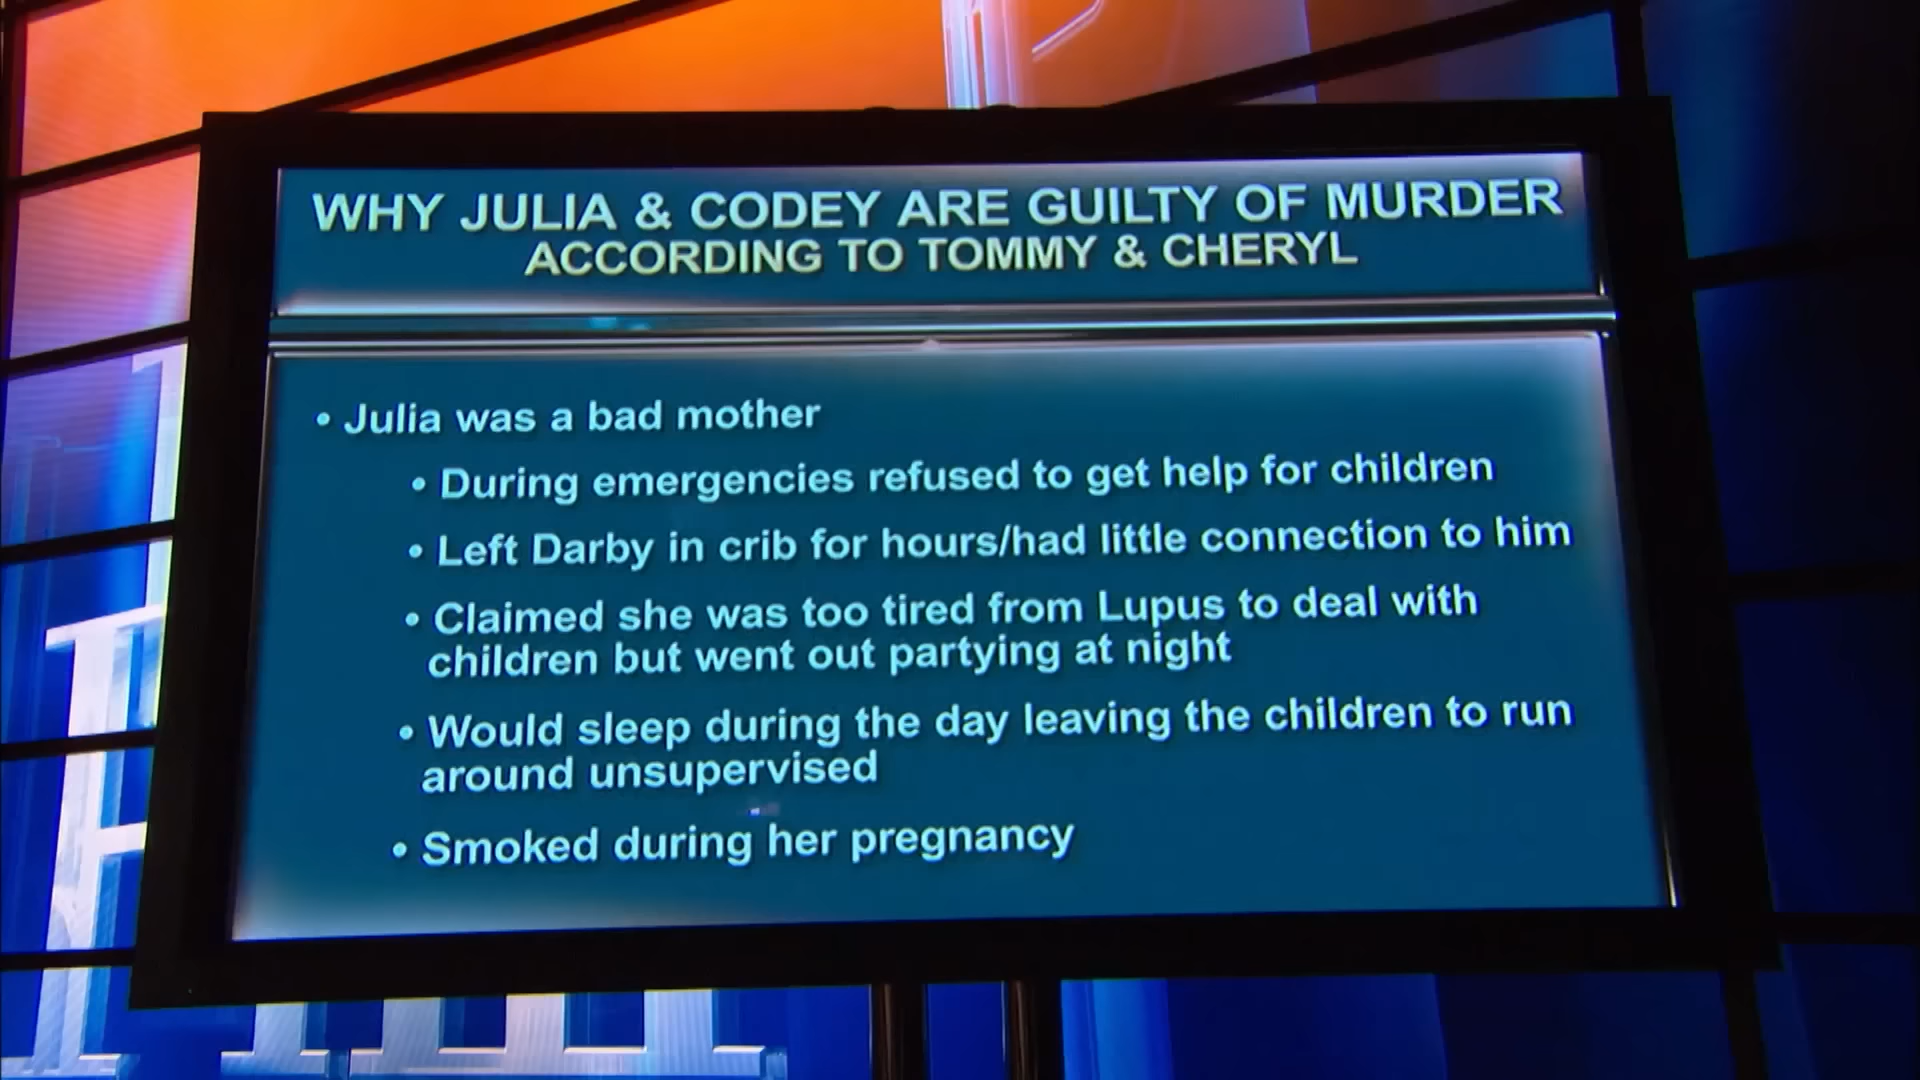 WHY JULIA & CODEY ARE GUILTY OF MURDER
ACCORDING TO TOMMY & CHERYL
• Julia was a bad mother
• During emergencies refused to get help for children
• Left Darby in crib for hours/had little connection to him
• Claimed she was too tired from Lupus to deal with
children but went out partying at night
• Would sleep during the day leaving the children to run
around unsupervised
• Smoked during her pregnancy